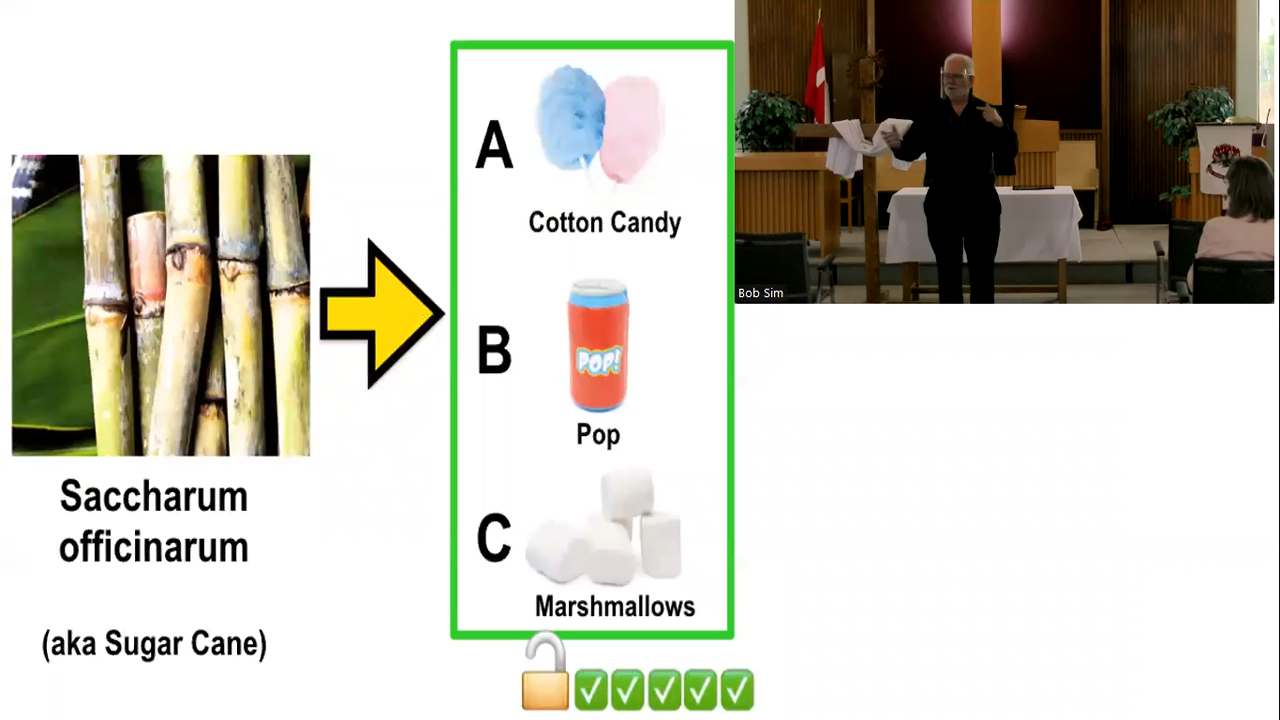 Saccharum
officinarum
(aka Sugar Cane)
A
Cotton Candy
B
POP!
Pop
C
Marshmallows
Bob Sim